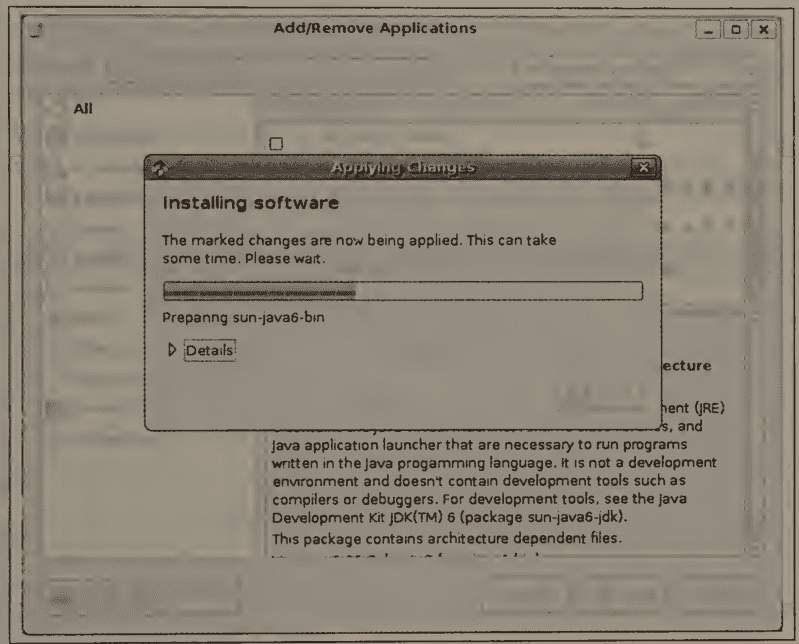 Add/Remove Applications
All
Applying Changes
Installing software
The marked changes are now being applied. This can take
some time. Please wait.
Preparing sun-java6-bin
Details
ecture
ent (JRE)
s, and
Java application launcher that are necessary to run programs
written in the Java progamming language. It is not a development
environment and doesn't contain development tools such as
compilers or debuggers. For development tools, see the Java
Development Kit JDK(TM) 6 (package sun-java6-jdk).
This package contains architecture dependent files.